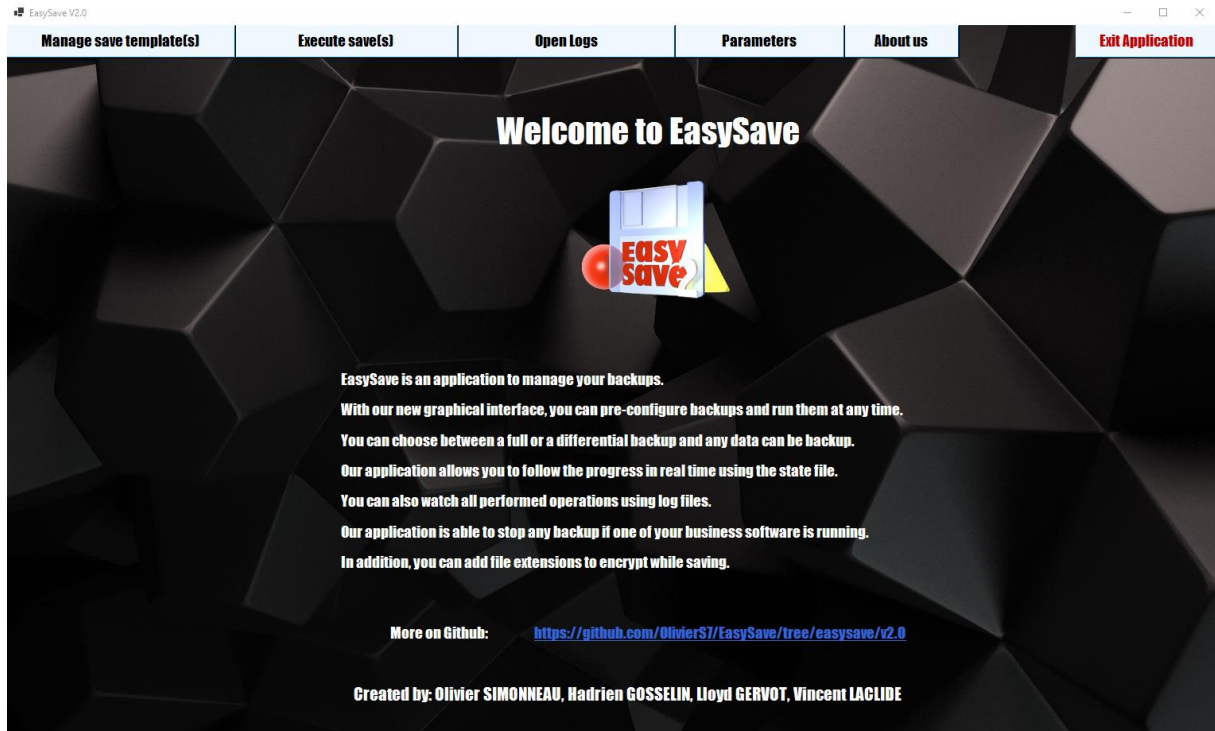 EasySave V2.0
Manage save template(s) Execute save(s) Open Logs Parameters About us Exit Application
Welcome to EasySave
EASY
SAVE
EasySave is an application to manage your backups.
With our new graphical interface, you can pre-configure backups and run them at any time.
You can choose between a full or a differential backup and any data can be backup.
Our application allows you to follow the progress in real time using the state file.
You can also watch all performed operations using log files.
Our application is able to stop any backup if one of your business software is running.
In addition, you can add file extensions to encrypt while saving.
More on Github: https://github.com/OlivierS7/EasySave/tree/easysave/v2.0
Created by: Olivier SIMONNEAU, Hadrien GOSSELIN, Lloyd GERVOT, Vincent LACLIDE